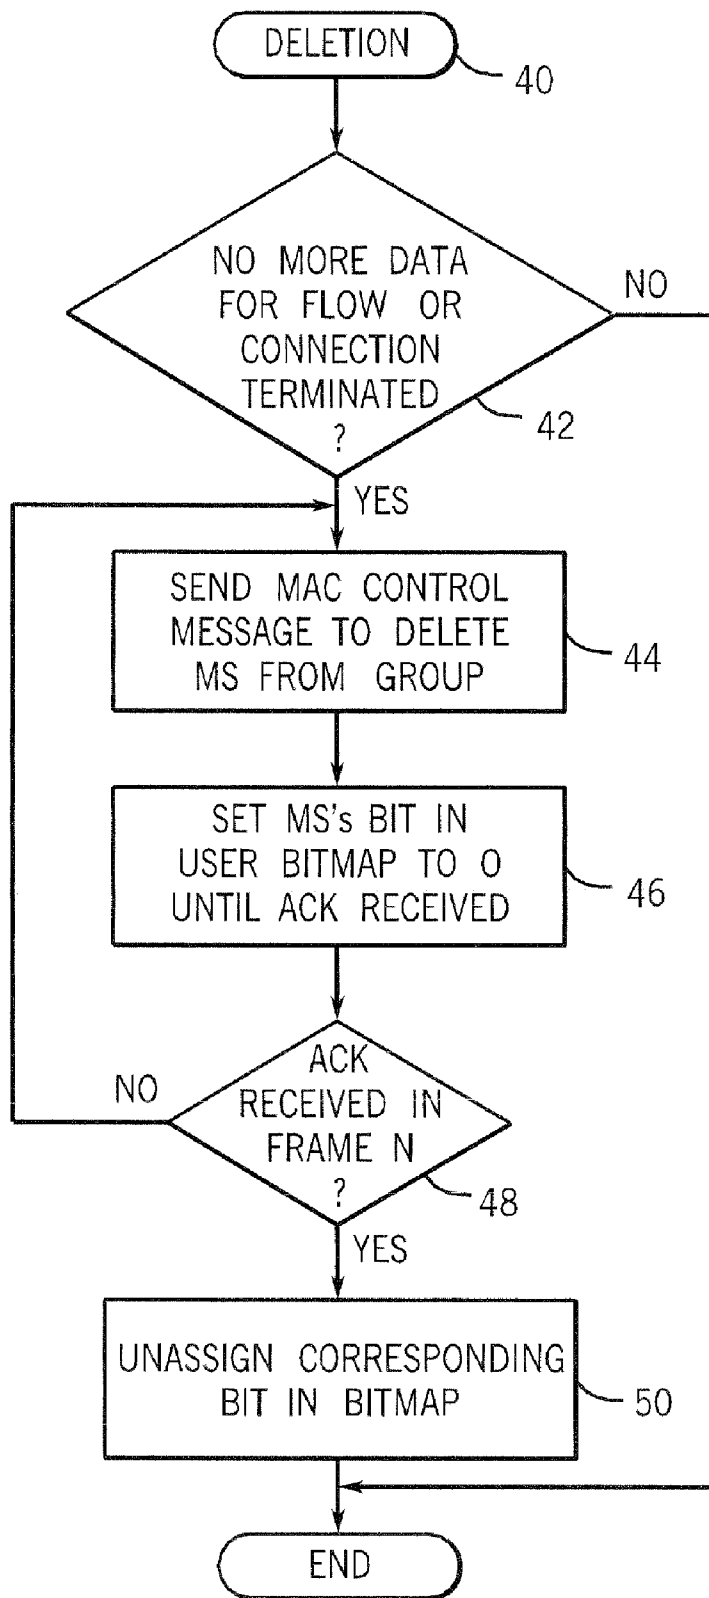 DELETION
40
NO MORE DATA
FOR FLOW OR
CONNECTION
TERMINATED
?
NO
42
YES
SEND MAC CONTROL
MESSAGE TO DELETE
MS FROM GROUP
44
SET MS's BIT IN
USER BITMAP TO 0
UNTIL ACK RECEIVED
46
ACK
RECEIVED IN
FRAME N
?
NO
48
YES
UNASSIGN CORRESPONDING
BIT IN BITMAP
50
END